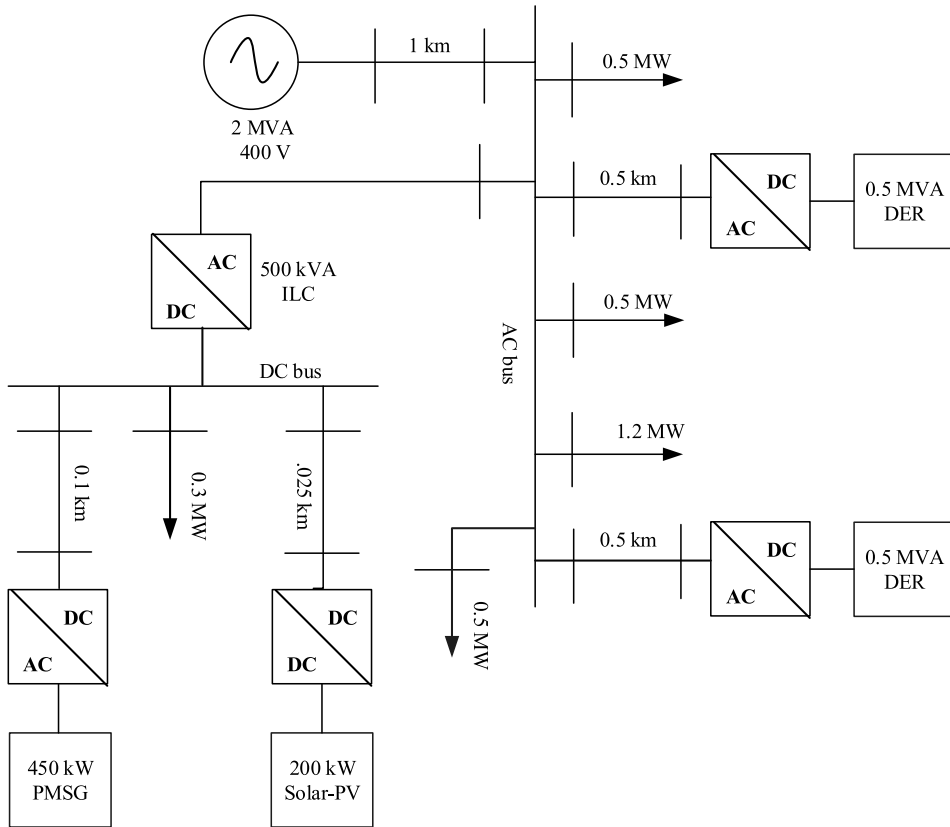 1 km
0.5 MW
2 MVA
400 V
0.5 km
DC
AC
0.5 MVA
DER
AC
DC
500 kVA
ILC
0.5 MW
AC bus
DC bus
1.2 MW
0.1 km
0.3 MW
.025 km
0.5 km
DC
AC
0.5 MVA
DER
0.5 MW
DC
AC
DC
DC
450 kW
PMSG
200 kW
Solar-PV